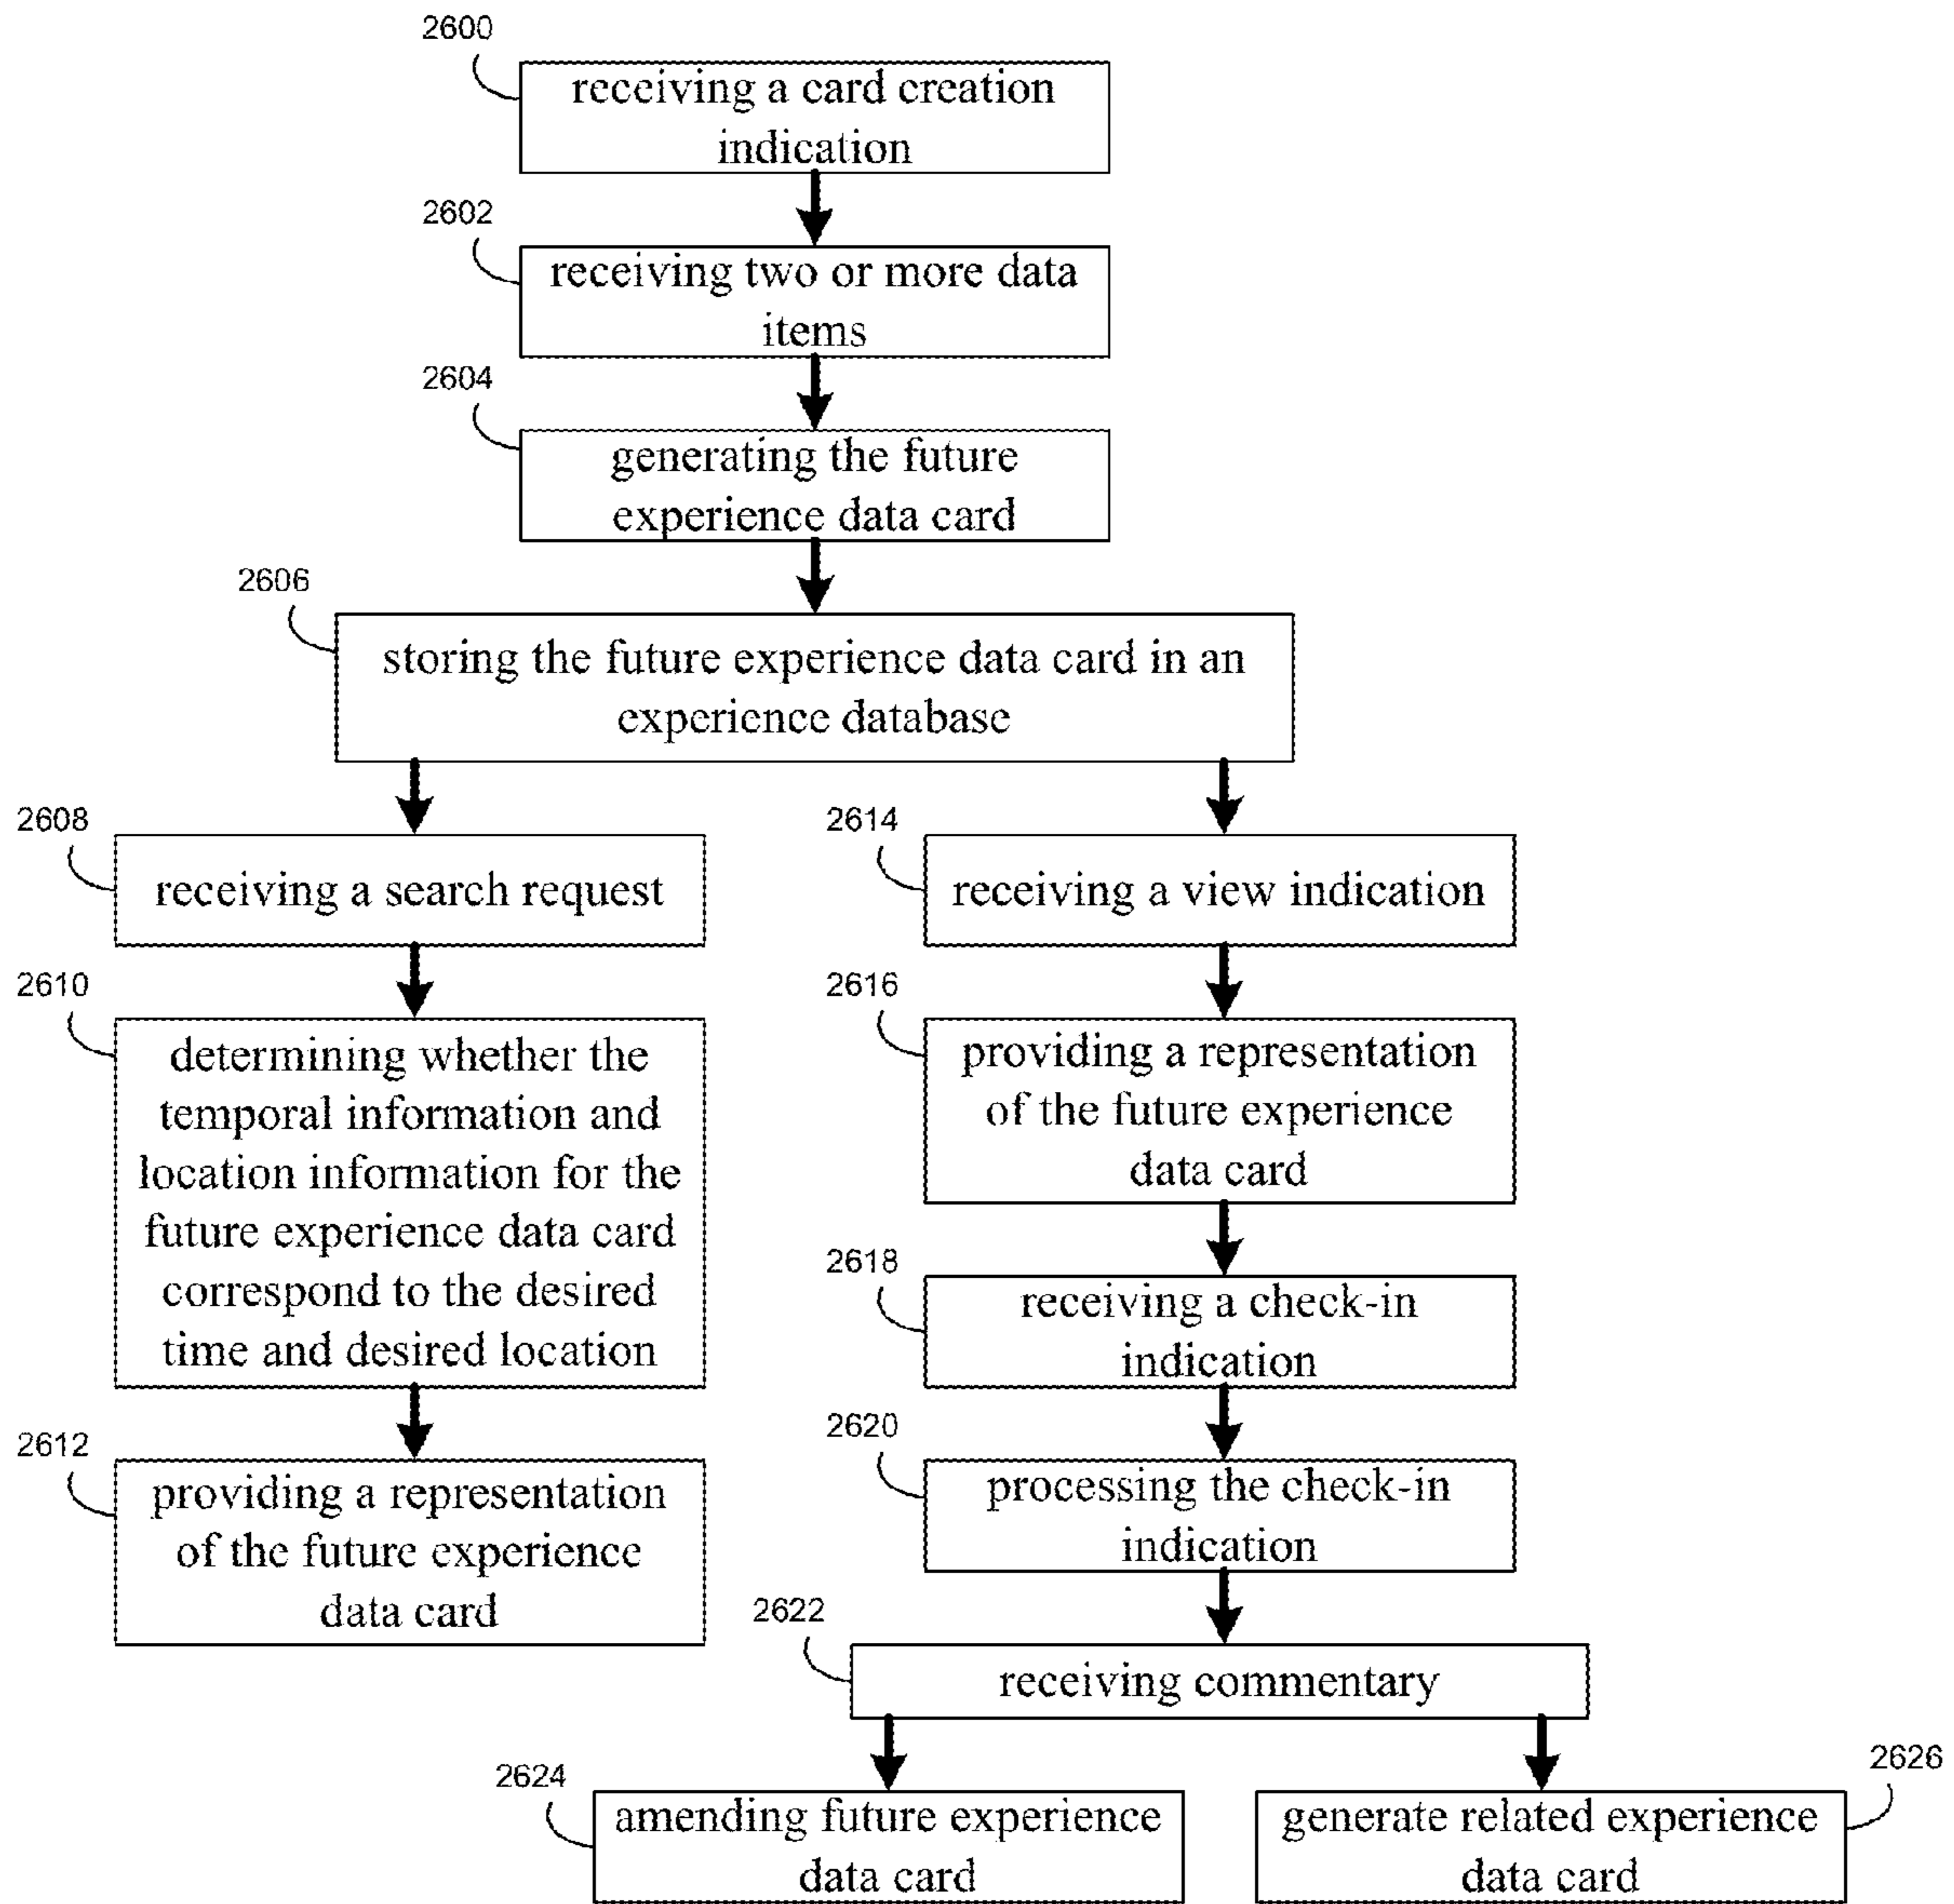 2600
receiving a card creation
indication
2602
receiving two or more data
items
2604
generating the future
experience data card
2606
storing the future experience data card in an
experience database
2608
receiving a search request
2610
determining whether the
temporal information and
location information for the
future experience data card
correspond to the desired
time and desired location
2612
providing a representation
of the future experience
data card
2614
receiving a view indication
2616
providing a representation
of the future experience
data card
2618
receiving a check-in
indication
2620
processing the check-in
indication
2622
receiving commentary
2624
amending future experience
data card
2626
generate related experience
data card